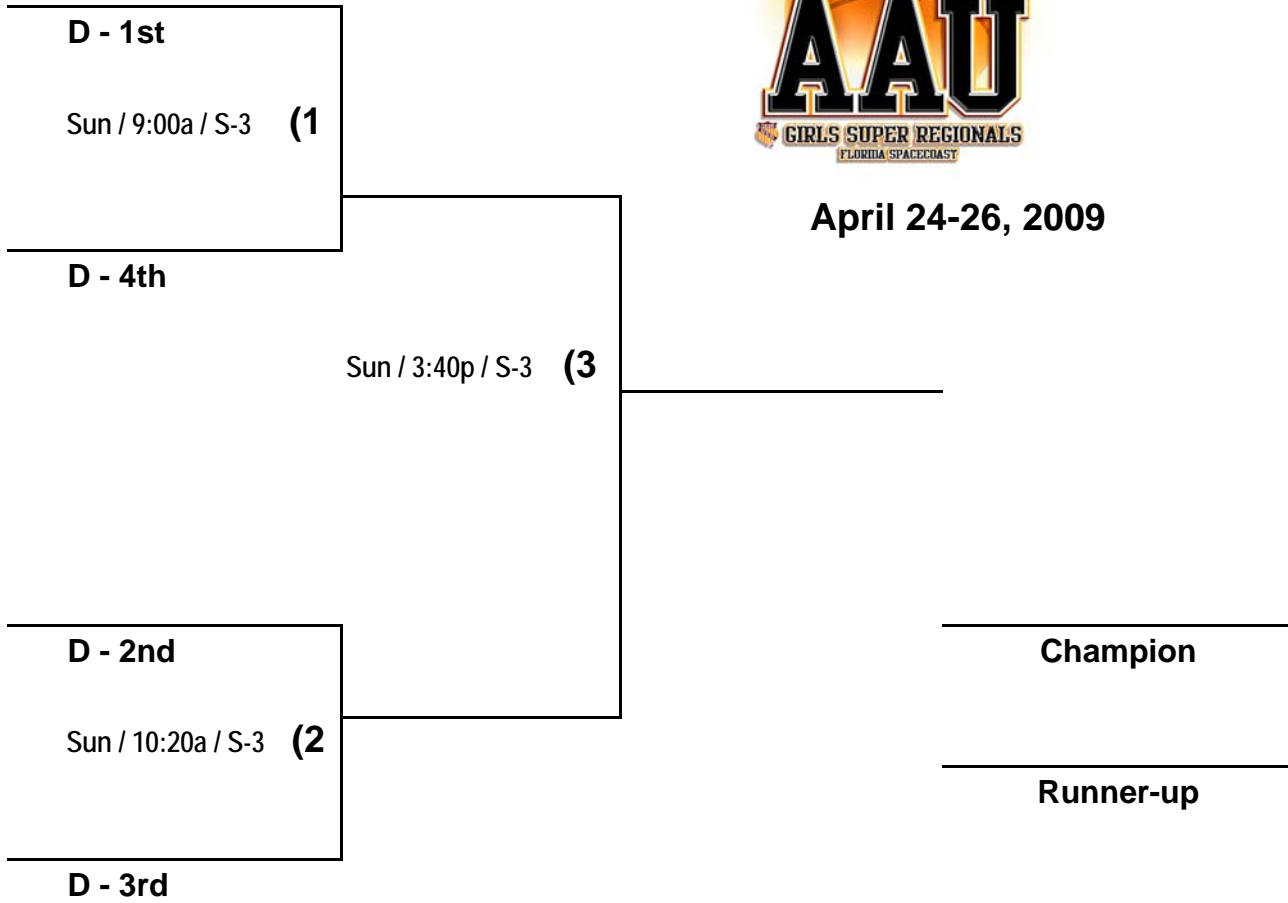 D - 1st
Sun / 9:00a / S-3 (1
D - 4th
AAU
GIRLS SUPER REGIONALS
FLORIDA SPACECOAST
April 24-26, 2009
Sun / 3:40p / S-3 (3
D - 2nd
Sun / 10:20a / S-3 (2
D - 3rd
Champion
Runner-up